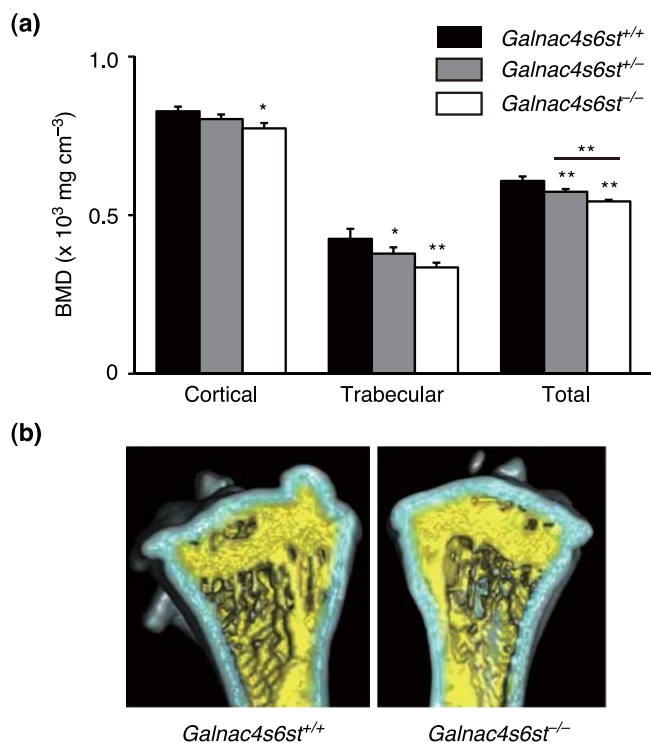 (a)
Galnac4s6st+/+
Galnac4s6st+/–
Galnac4s6st–/–
BMD (x 10³ mg cm⁻³)
1.0
0.5
0
*
* **
** ** **
Cortical Trabecular Total
(b)
Galnac4s6st+/+ Galnac4s6st–/–